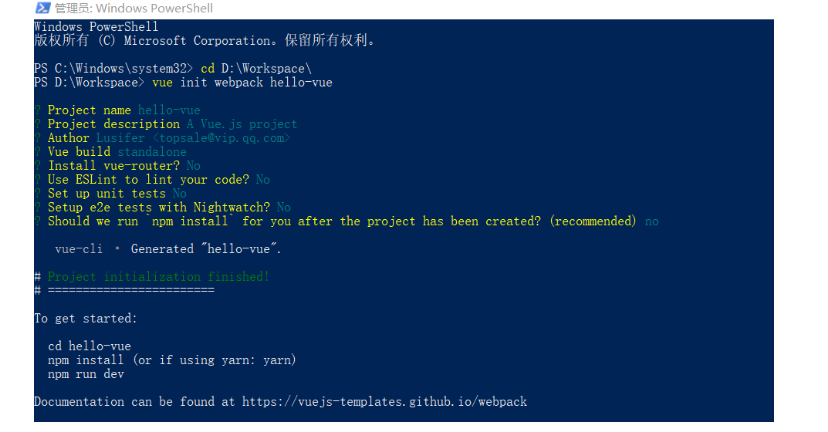 管理员: Windows PowerShell
Windows PowerShell
版权所有 (C) Microsoft Corporation。保留所有权利。
PS C:\Windows\system32> cd D:\Workspace\
PS D:\Workspace> vue init webpack hello-vue
? Project name hello-vue
? Project description A Vue.js project
? Author Lusifer <topsale@vip.qq.com>
? Vue build standalone
? Install vue-router? No
? Use ESLint to lint your code? No
? Set up unit tests No
? Setup e2e tests with Nightwatch? No
? Should we run `npm install` for you after the project has been created? (recommended) no
vue-cli · Generated "hello-vue".
# Project initialization finished!
# ========================
To get started:
cd hello-vue
npm install (or if using yarn: yarn)
npm run dev
Documentation can be found at https://vuejs-templates.github.io/webpack